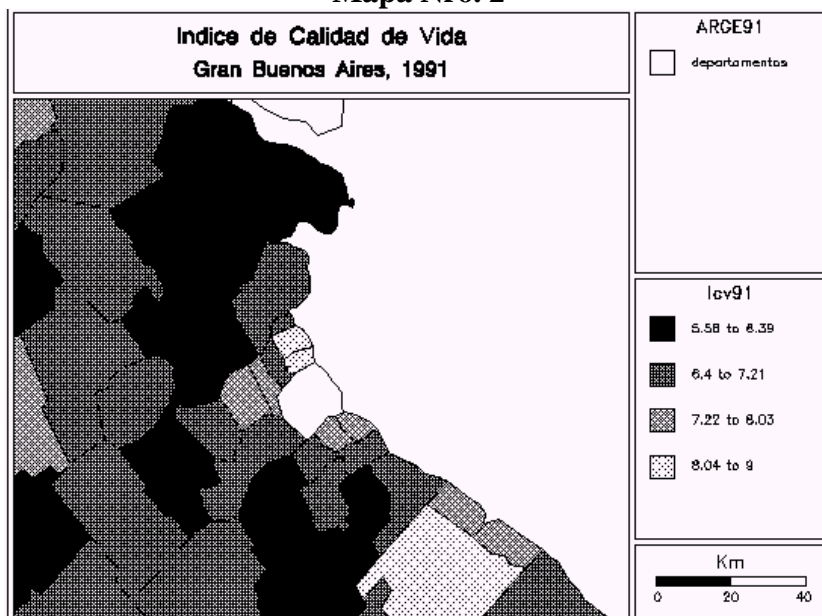 Mapa Nro. 2
Indice de Calidad de Vida
Gran Buenos Aires, 1991
ARGE91
departamentos
Icv91
5.58 to 6.39
6.4 to 7.21
7.22 to 8.03
8.04 to 9
Km
0 20 40